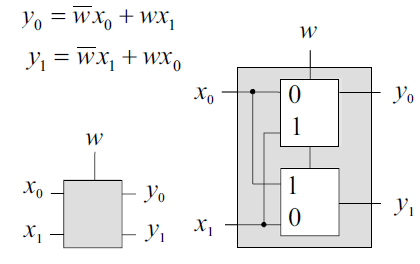 y₀ = w̅x₀ + wx₁
y₁ = w̅x₁ + wx₀
w
x₀ 0 y₀
1
w
x₀ y₀
1
x₁ y₁
x₁ 0 y₁